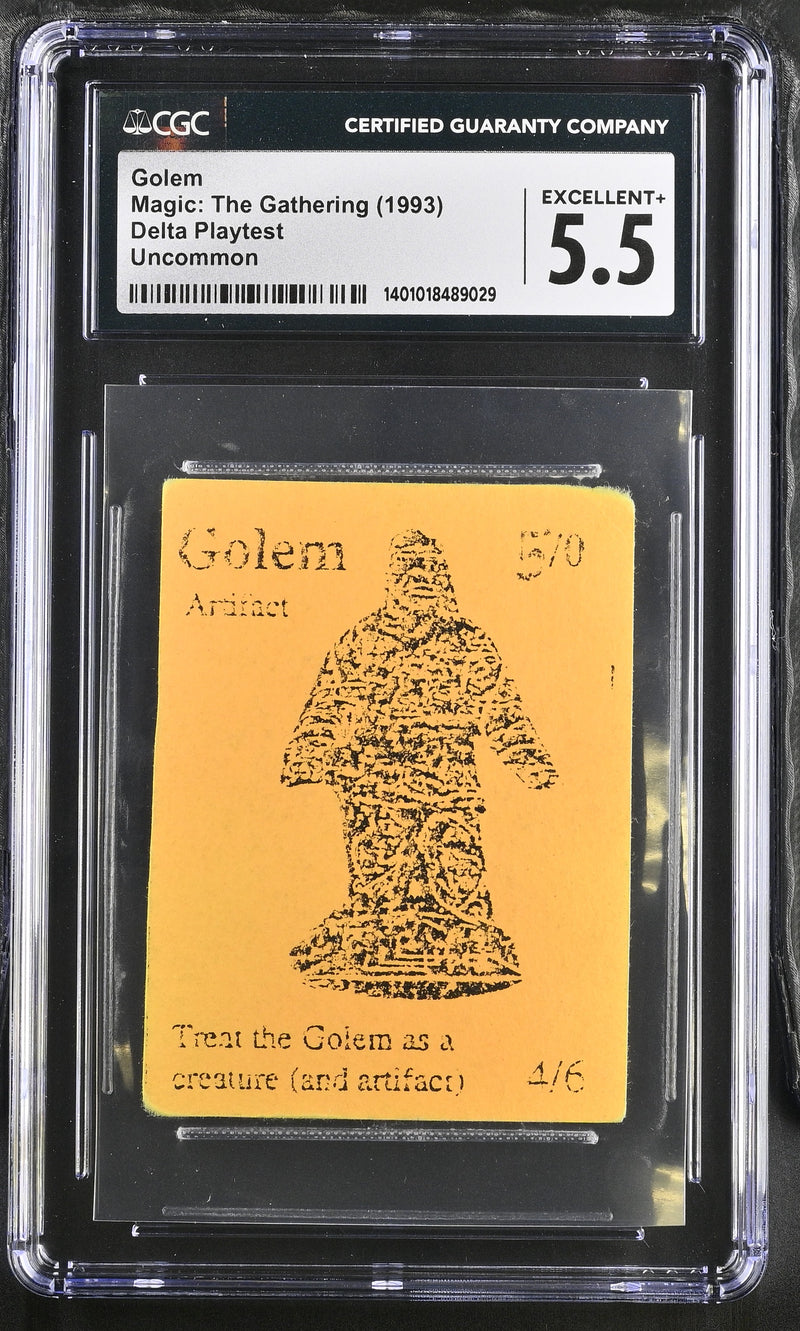 CGC
CERTIFIED GUARANTY COMPANY
Golem
Magic: The Gathering (1993)
Delta Playtest
Uncommon
EXCELLENT+
5.5
1401018489029
Golem 5/0
Artifact
Treat the Golem as a
creature (and artifact)
4/6